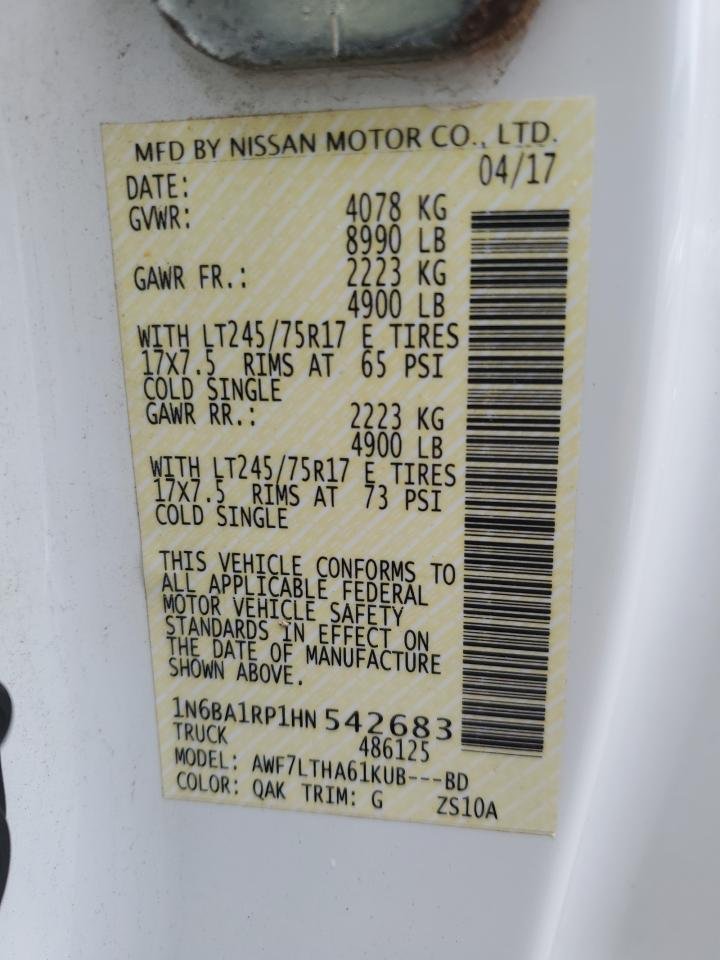 MFD BY NISSAN MOTOR CO., LTD.
DATE: 04/17
GVWR: 4078 KG
8990 LB
GAWR FR.: 2223 KG
4900 LB
WITH LT245/75R17 E TIRES
17X7.5 RIMS AT 65 PSI
COLD SINGLE
GAWR RR.: 2223 KG
4900 LB
WITH LT245/75R17 E TIRES
17X7.5 RIMS AT 73 PSI
COLD SINGLE
THIS VEHICLE CONFORMS TO
ALL APPLICABLE FEDERAL
MOTOR VEHICLE SAFETY
STANDARDS IN EFFECT ON
THE DATE OF MANUFACTURE
SHOWN ABOVE.
1N6BA1RP1HN 542683
TRUCK 486125
MODEL: AWF7LTHA61KUB---BD
COLOR: QAK TRIM: G ZS10A